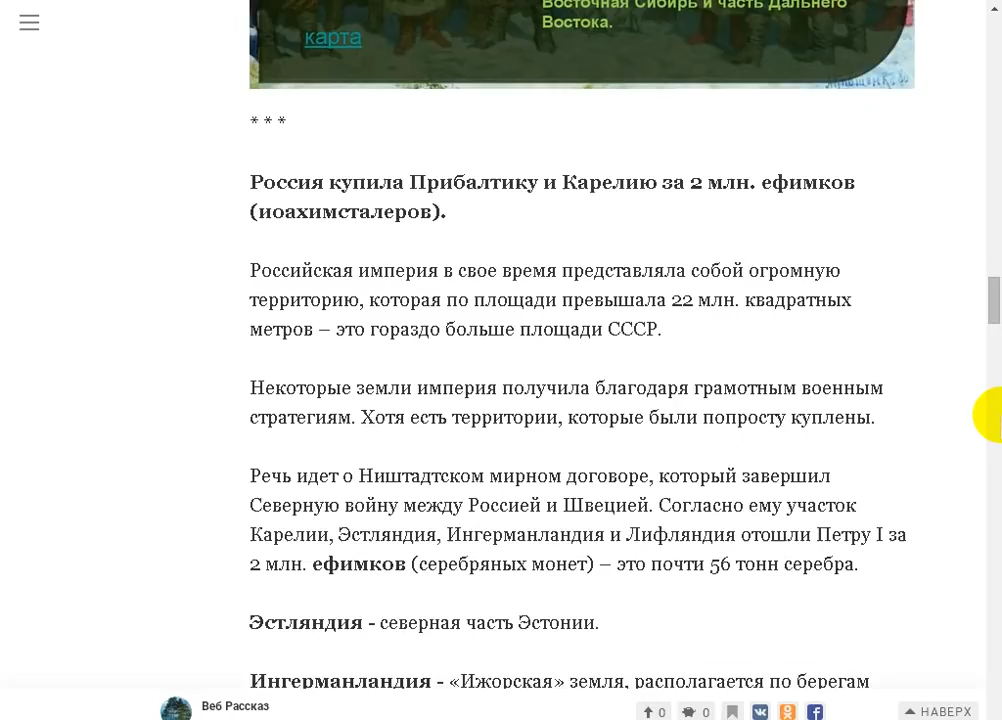 Восточная Сибирь и часть Дальнего
Востока.
карта
* * *
Россия купила Прибалтику и Карелию за 2 млн. ефимков
(иоахимсталеров).
Российская империя в свое время представляла собой огромную
территорию, которая по площади превышала 22 млн. квадратных
метров – это гораздо больше площади СССР.
Некоторые земли империя получила благодаря грамотным военным
стратегиям. Хотя есть территории, которые были попросту куплены.
Речь идет о Ништадтском мирном договоре, который завершил
Северную войну между Россией и Швецией. Согласно ему участок
Карелии, Эстляндия, Ингерманландия и Лифляндия отошли Петру I за
2 млн. ефимков (серебряных монет) – это почти 56 тонн серебра.
Эстляндия - северная часть Эстонии.
Ингерманландия - «Ижорская» земля, располагается по берегам
Веб Рассказ
0
0
НАВЕРХ